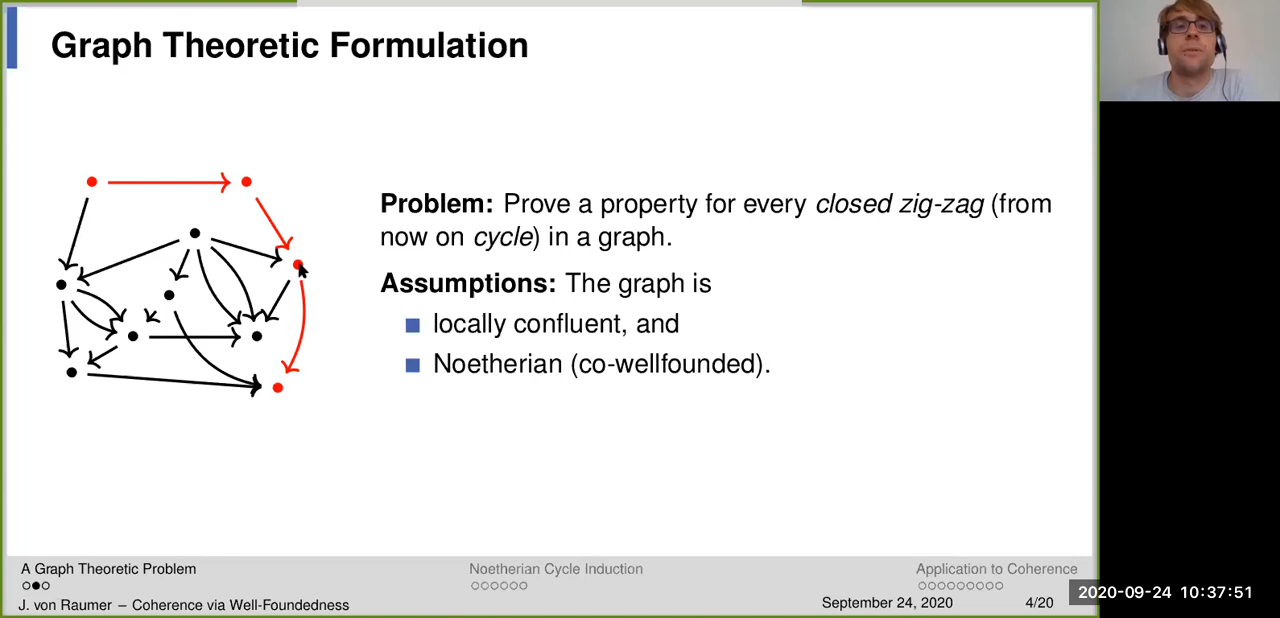 Graph Theoretic Formulation
Problem: Prove a property for every closed zig-zag (from
now on cycle) in a graph.
Assumptions: The graph is
locally confluent, and
Noetherian (co-wellfounded).
A Graph Theoretic Problem
Noetherian Cycle Induction
Application to Coherence
J. von Raumer – Coherence via Well-Foundedness
September 24, 2020
4/20
2020-09-24 10:37:51